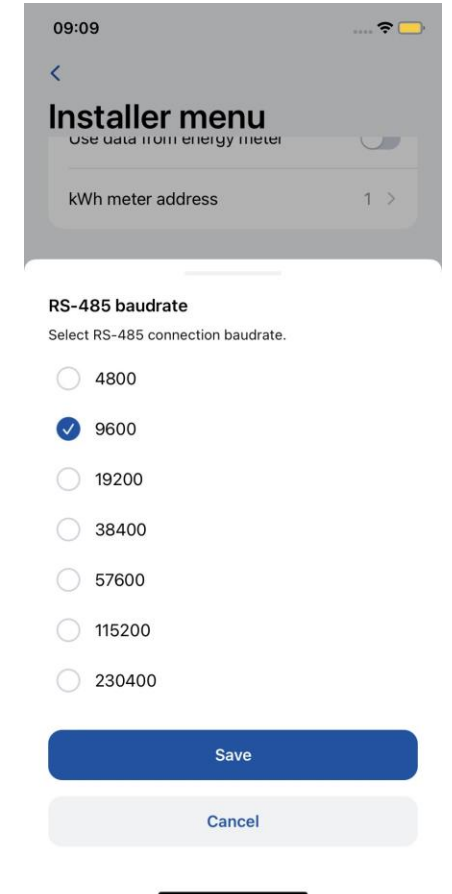 09:09
Installer menu
Use data from energy meter
kWh meter address 1
RS-485 baudrate
Select RS-485 connection baudrate.
4800
9600
19200
38400
57600
115200
230400
Save
Cancel